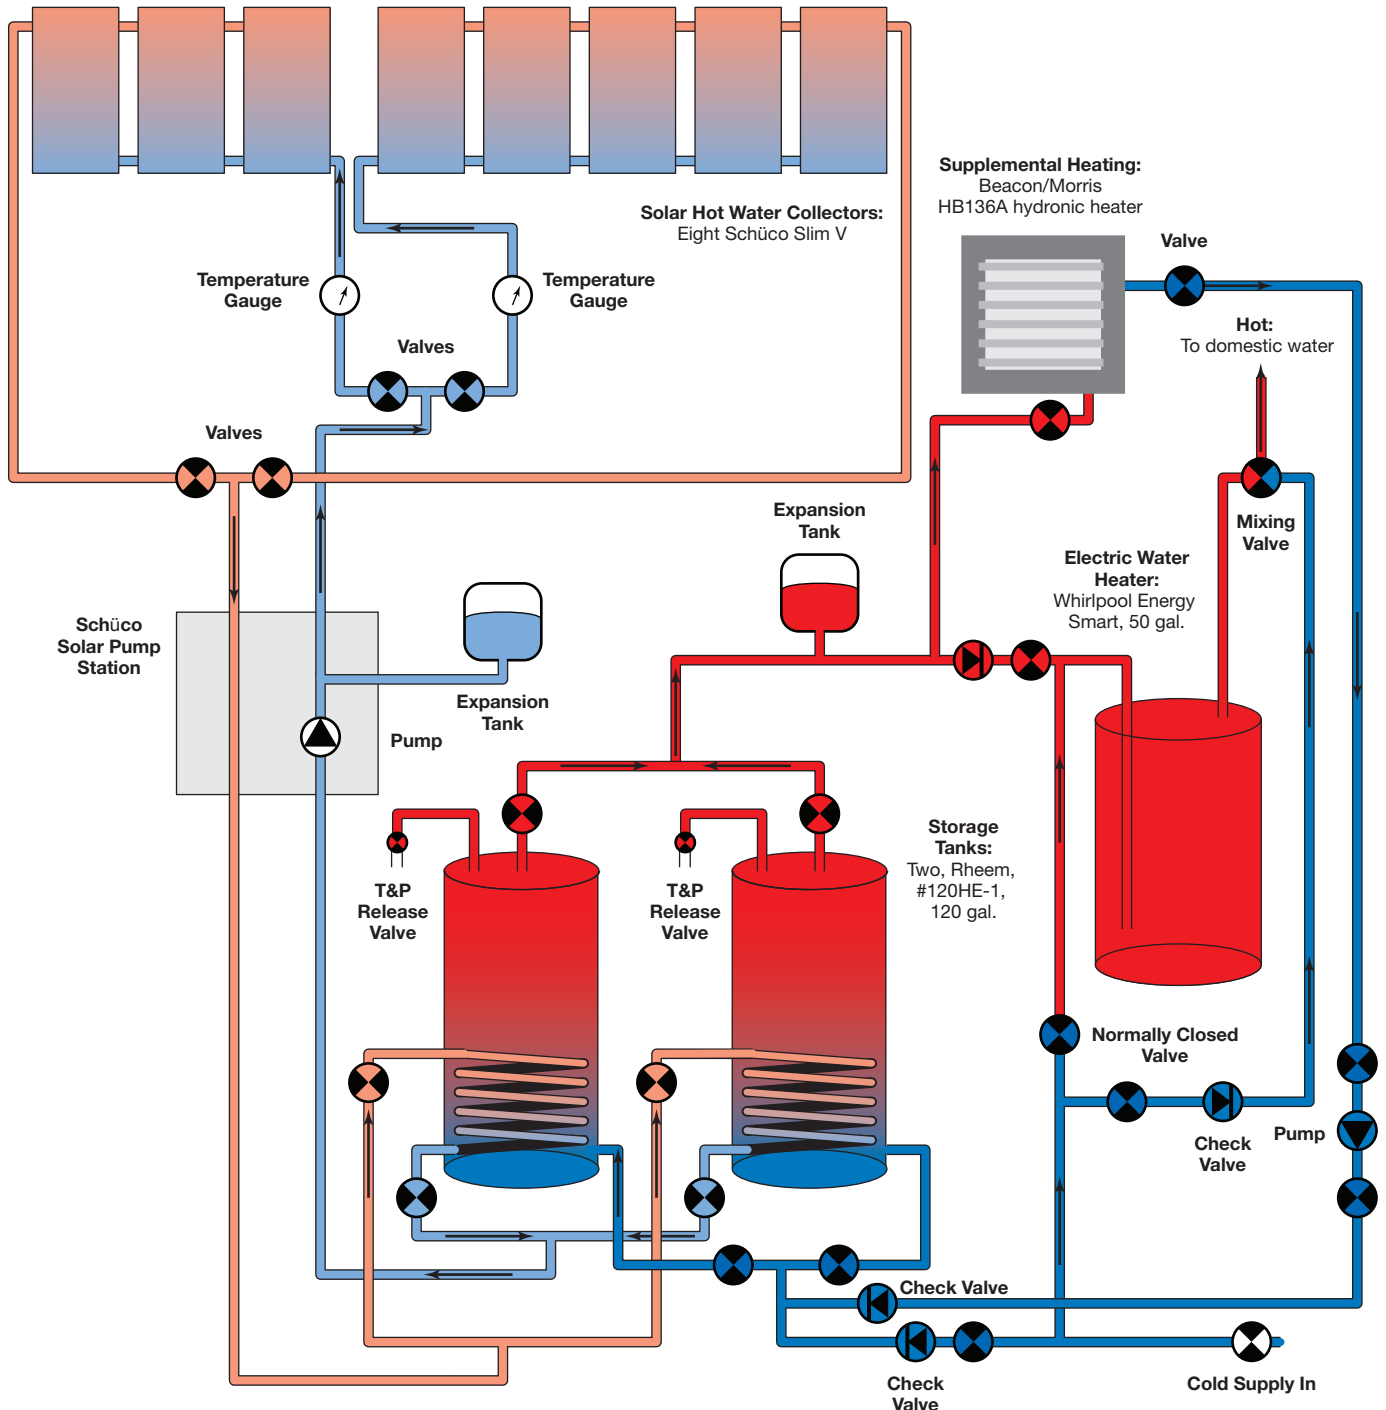 Supplemental Heating:
Beacon/Morris
HB136A hydronic heater
Solar Hot Water Collectors:
Eight Schüco Slim V
Valve
Temperature
Gauge
Temperature
Gauge
Hot:
To domestic water
Valves
Valves
Expansion
Tank
Mixing
Valve
Electric Water
Heater:
Whirlpool Energy
Smart, 50 gal.
Schüco
Solar Pump
Station
Expansion
Tank
Pump
Storage
Tanks:
Two, Rheem,
#120HE-1,
120 gal.
T&P
Release
Valve
T&P
Release
Valve
Normally Closed
Valve
Check
Valve
Pump
Check Valve
Check
Valve
Cold Supply In